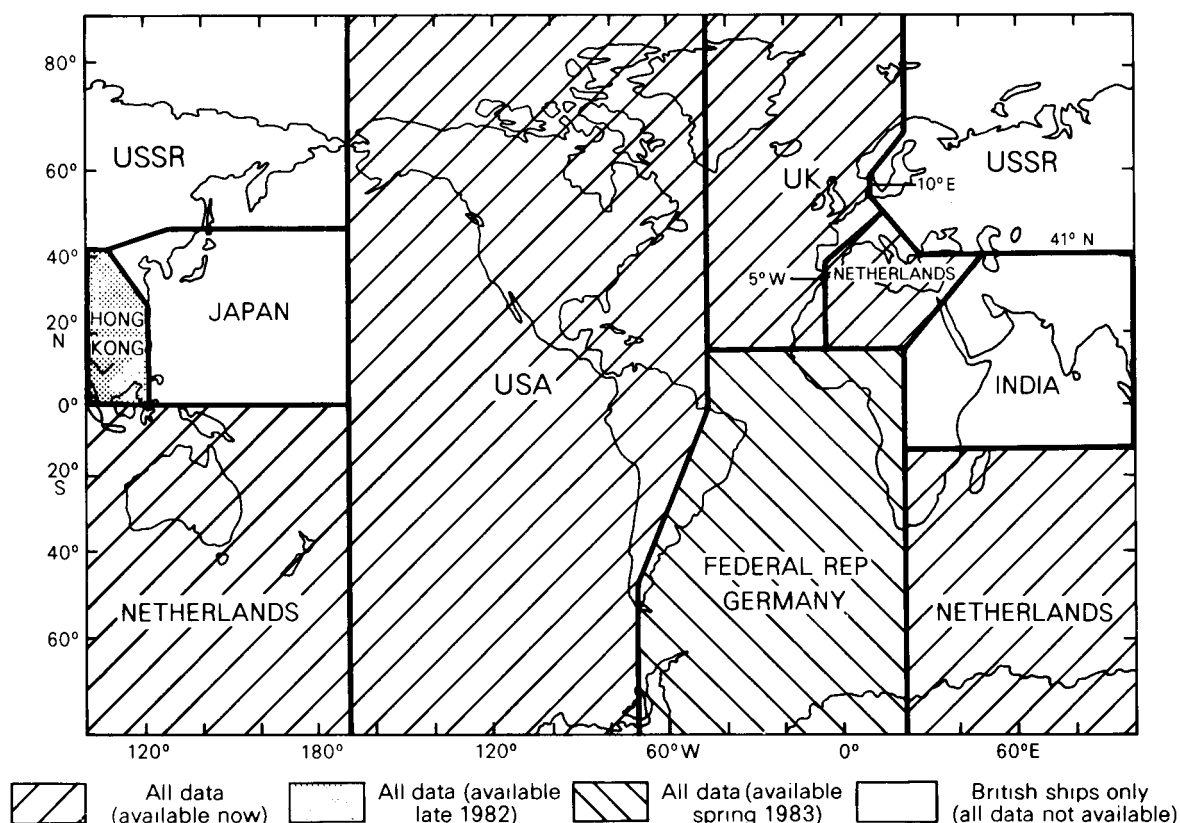 80°
60°
40°
20°
N
0°
20°
S
40°
60°
USSR
UK
USSR
10°E
41° N
5°W
NETHERLANDS
HONG
KONG
JAPAN
USA
INDIA
NETHERLANDS
FEDERAL REP
GERMANY
NETHERLANDS
120°
180°
120°
60°W
0°
60°E
All data
(available now)
All data (available
late 1982)
All data (available
spring 1983)
British ships only
(all data not available)